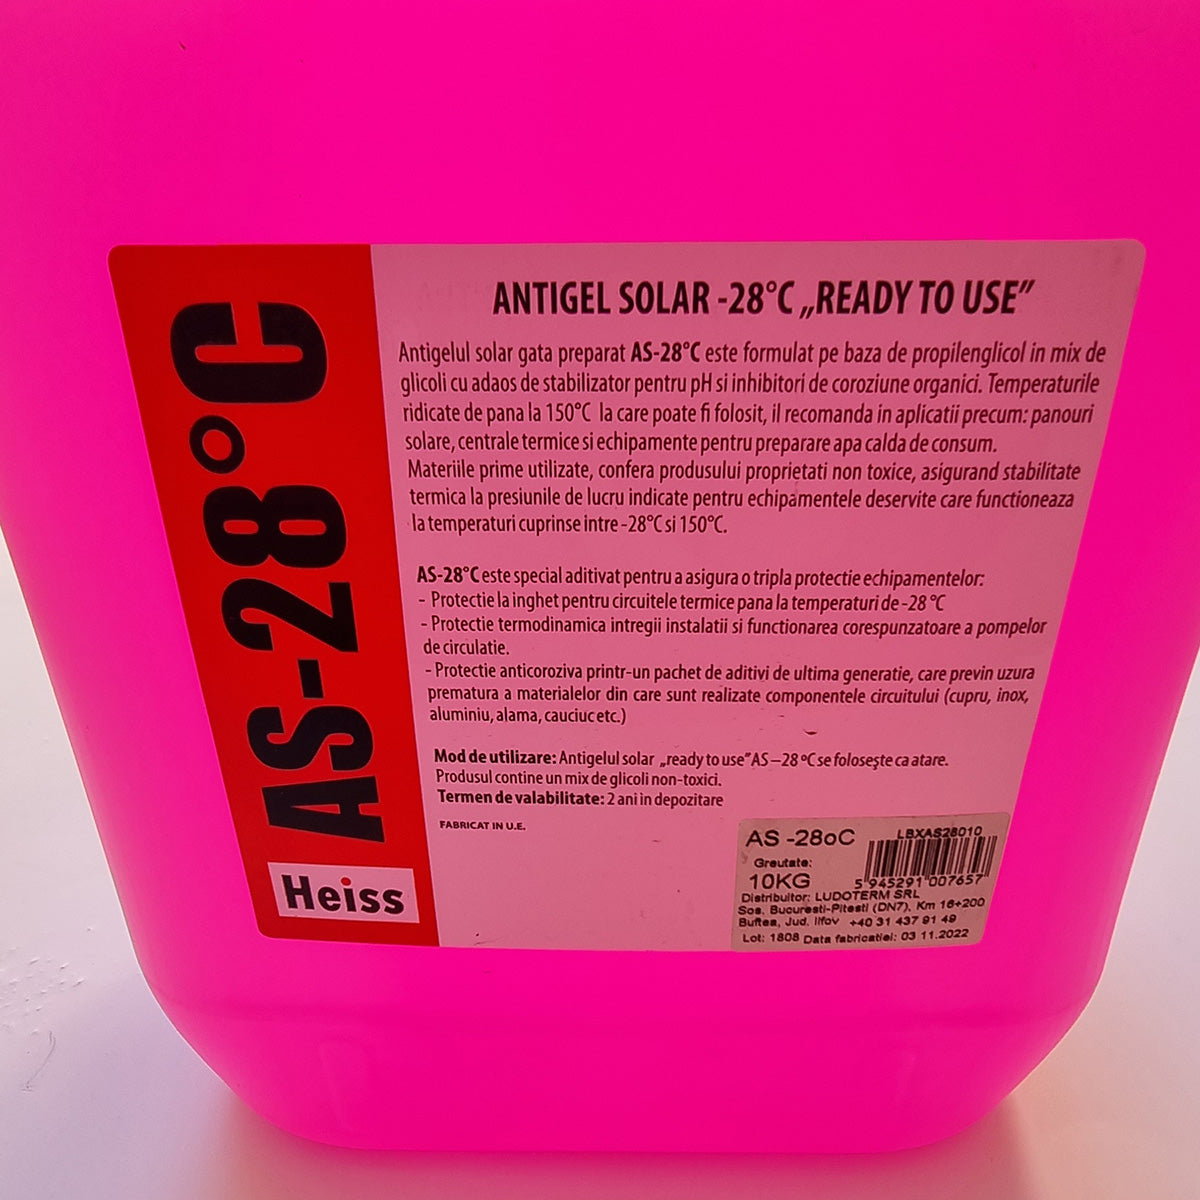 AS-28°C
Heiss
ANTIGEL SOLAR -28°C „READY TO USE”
Antigelul solar gata preparat AS-28°C este formulat pe baza de propilenglicol in mix de
glicoli cu adaos de stabilizator pentru pH si inhibitori de coroziune organici. Temperaturile
ridicate de pana la 150°C la care poate fi folosit, il recomanda in aplicatii precum: panouri
solare, centrale termice si echipamente pentru preparare apa calda de consum.
Materiile prime utilizate, confera produsului proprietati non toxice, asigurand stabilitate
termica la presiunile de lucru indicate pentru echipamentele deservite care functioneaza
la temperaturi cuprinse intre -28°C si 150°C.
AS-28°C este special aditivat pentru a asigura o tripla protectie echipamentelor:
- Protectie la inghet pentru circuitele termice pana la temperaturi de -28 °C
- Protectie termodinamica intregii instalatii si functionarea corespunzatoare a pompelor
de circulatie.
- Protectie anticoroziva printr-un pachet de aditivi de ultima generatie, care previn uzura
prematura a materialelor din care sunt realizate componentele circuitului (cupru, inox,
aluminiu, alama, cauciuc etc.)
Mod de utilizare: Antigelul solar „ready to use” AS –28 ºC se foloseşte ca atare.
Produsul contine un mix de glicoli non-toxici.
Termen de valabilitate: 2 ani in depozitare
FABRICAT IN U.E.
AS -28oC
LBXAS28010
Greutate:
10KG
5 945291 007657
Distribuitor: LUDOTERM SRL
Sos. Bucuresti-Pitesti (DN7), Km 16+200
Buftea, Jud. Ilfov +40 31 437 91 49
Lot: 1808 Data fabricatiei: 03 11.2022